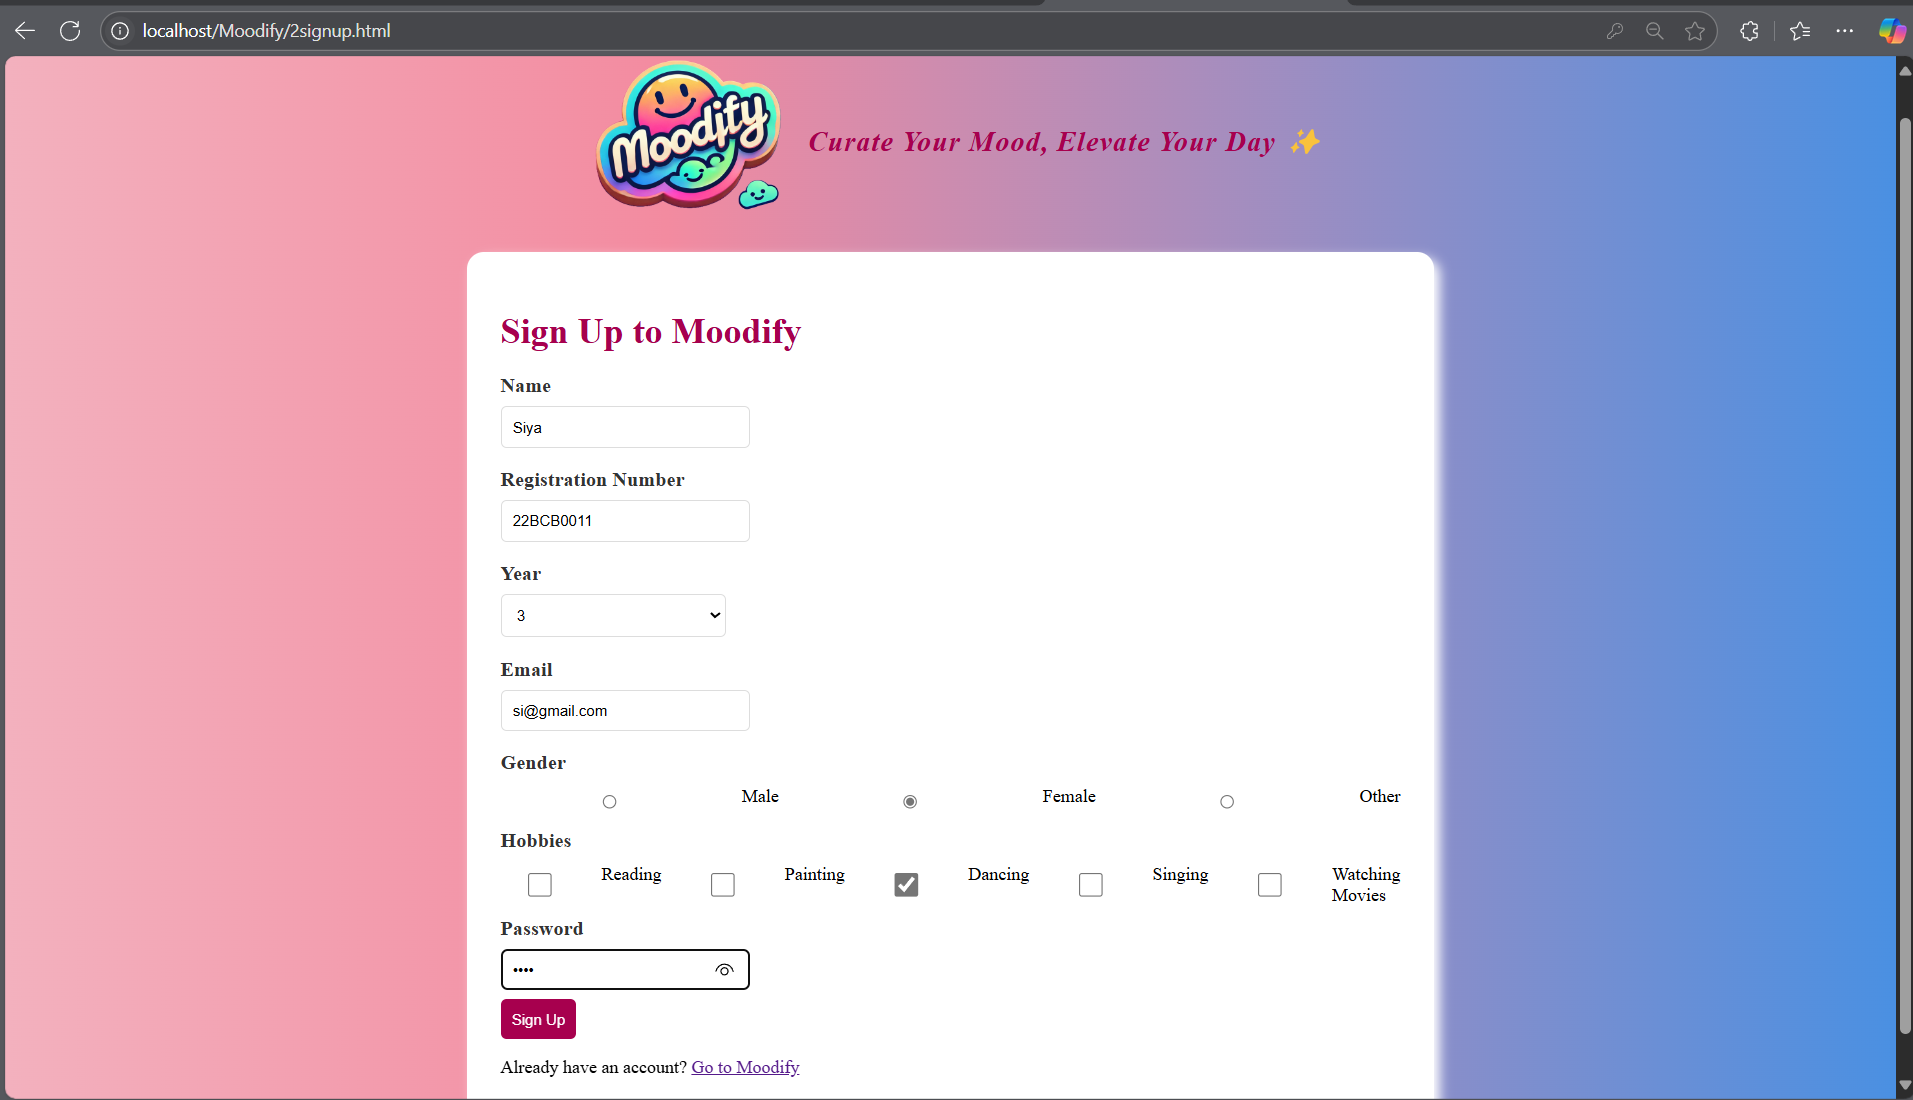 localhost/Moodify/2signup.html
Moodify
Curate Your Mood, Elevate Your Day ✨
Sign Up to Moodify
Name
Siya
Registration Number
22BCB0011
Year
3
Email
si@gmail.com
Gender
Male Female Other
Hobbies
Reading Painting Dancing Singing Watching
Movies
Password
••••
Sign Up
Already have an account? Go to Moodify